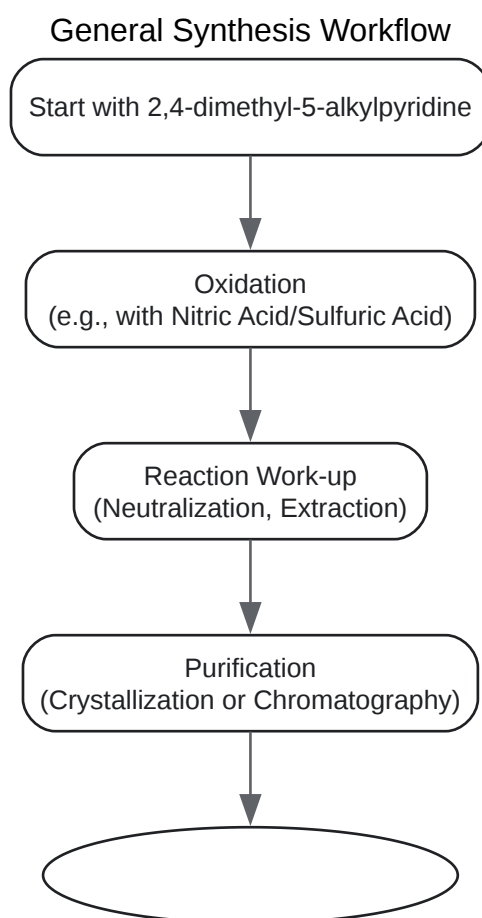 General Synthesis Workflow
Start with 2,4-dimethyl-5-alkylpyridine
Oxidation
(e.g., with Nitric Acid/Sulfuric Acid)
Reaction Work-up
(Neutralization, Extraction)
Purification
(Crystallization or Chromatography)